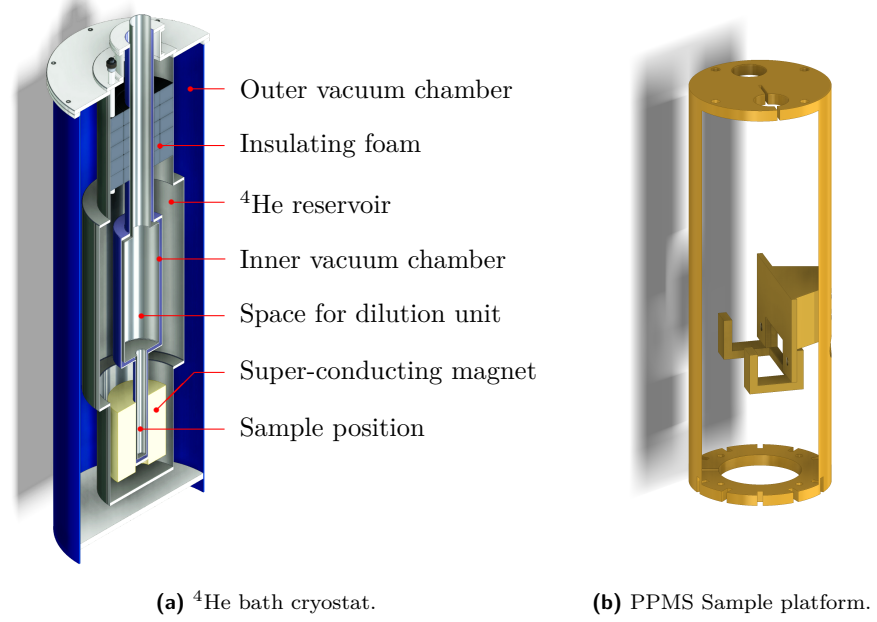 Outer vacuum chamber
Insulating foam
⁴He reservoir
Inner vacuum chamber
Space for dilution unit
Super-conducting magnet
Sample position
(a) ⁴He bath cryostat.
(b) PPMS Sample platform.